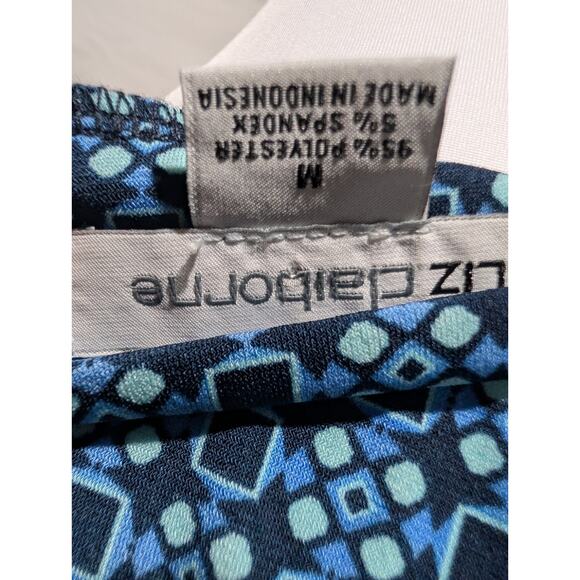 LIZ claiborne
M
95% POLYESTER
5% SPANDEX
MADE IN INDONESIA